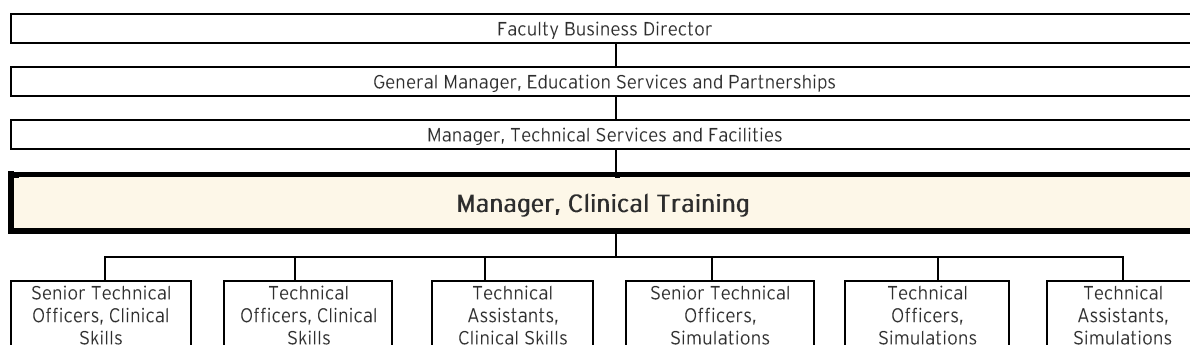 Faculty Business Director
General Manager, Education Services and Partnerships
Manager, Technical Services and Facilities
Manager, Clinical Training
Senior Technical
Officers, Clinical
Skills
Technical
Officers, Clinical
Skills
Technical
Assistants,
Clinical Skills
Senior Technical
Officers,
Simulations
Technical
Officers,
Simulations
Technical
Assistants,
Simulations